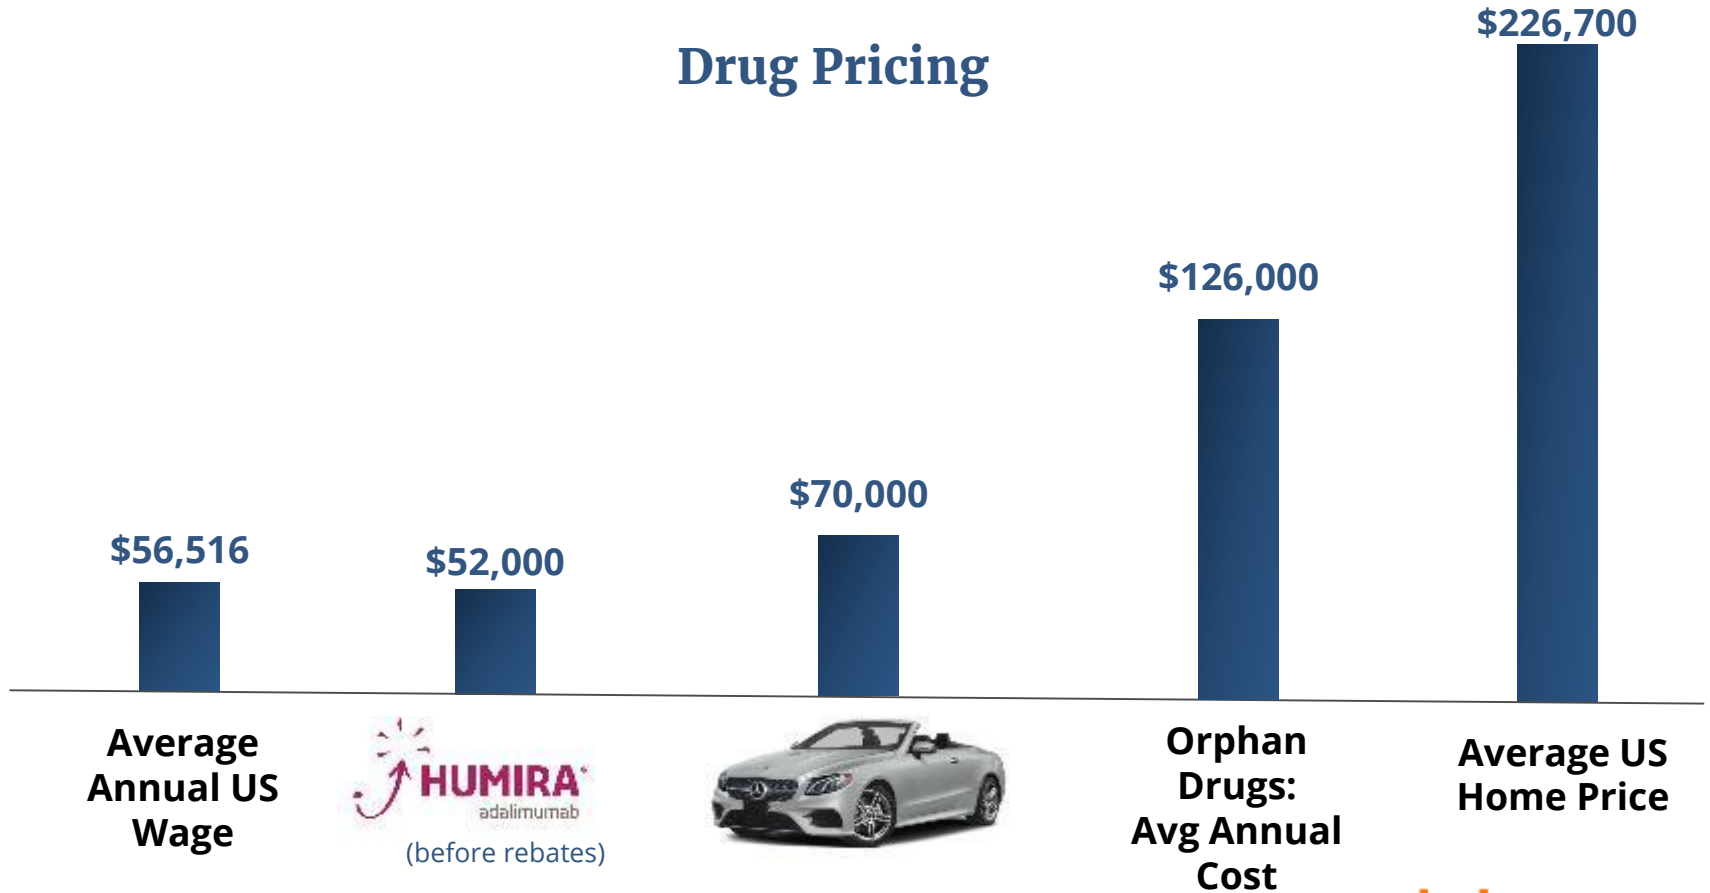 $226,700
Drug Pricing
$126,000
$70,000
$56,516
$52,000
Average
Annual US
Wage
HUMIRA
adalimumab
(before rebates)
Orphan
Drugs:
Avg Annual
Cost
Average US
Home Price